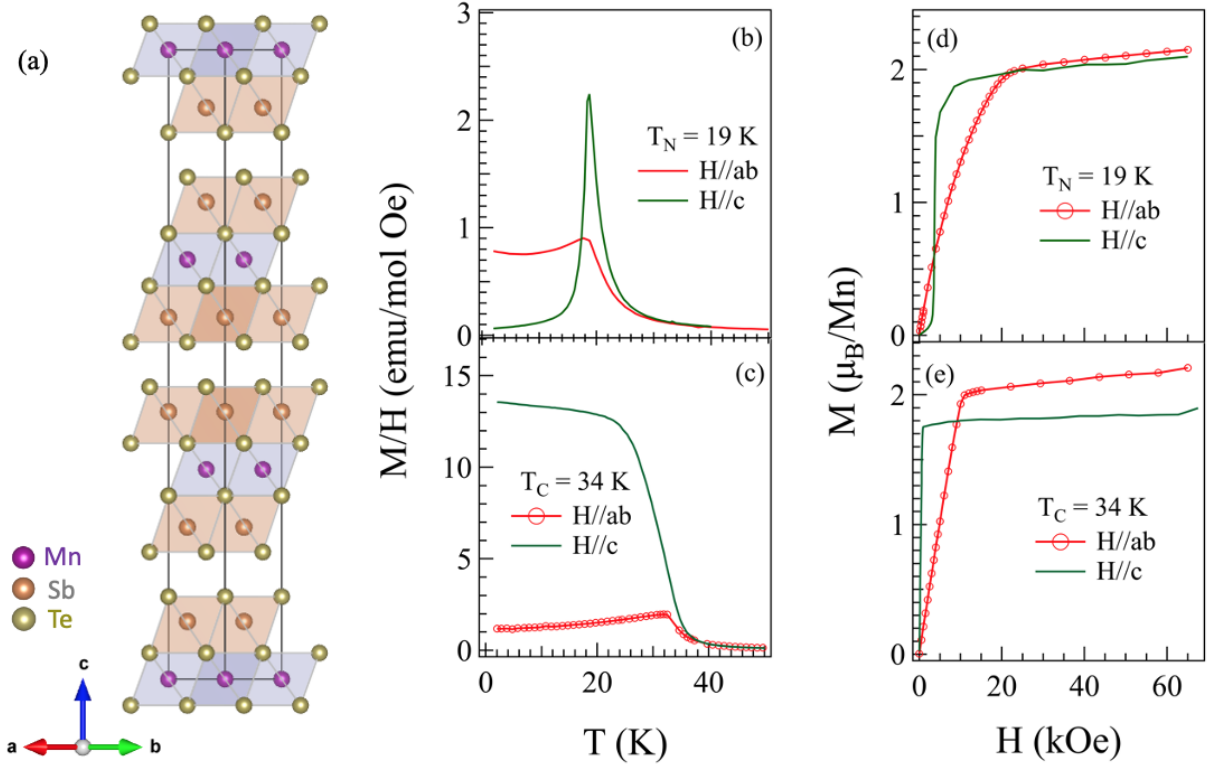 (a)
Mn
Sb
Te
c
a
b
(b)
M/H (emu/mol Oe)
3
2
1
0
T_N = 19 K
H//ab
H//c
(c)
15
10
5
0
T_C = 34 K
H//ab
H//c
0
20
40
T (K)
(d)
M (μ_B/Mn)
2
1
0
T_N = 19 K
H//ab
H//c
(e)
2
1
0
T_C = 34 K
H//ab
H//c
0
20
40
60
H (kOe)